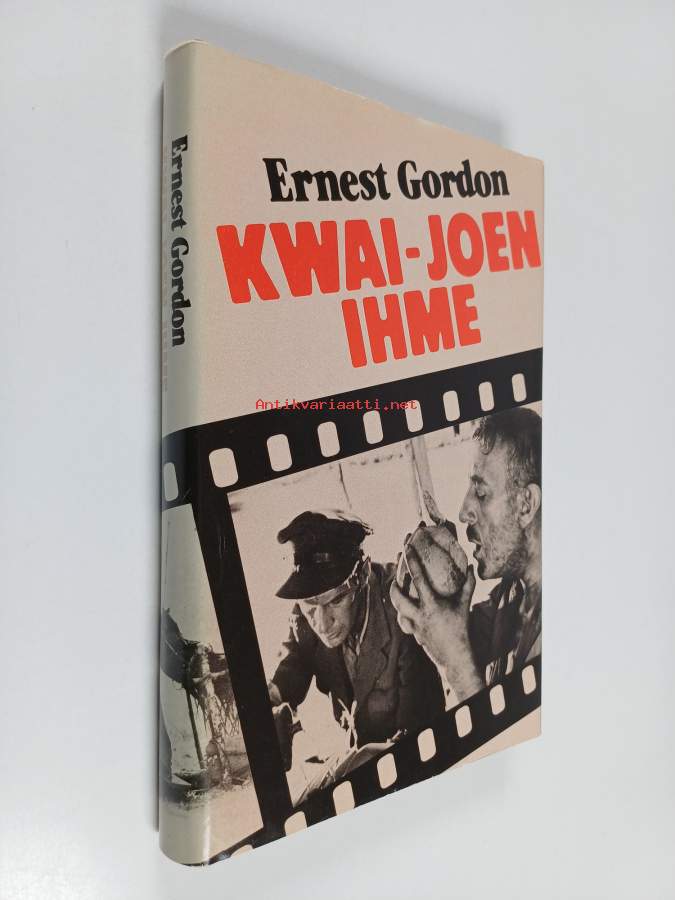 Ernest Gordon
KWAI-JOEN
IHME
Antikvariaatti.net
Ernest Gordon